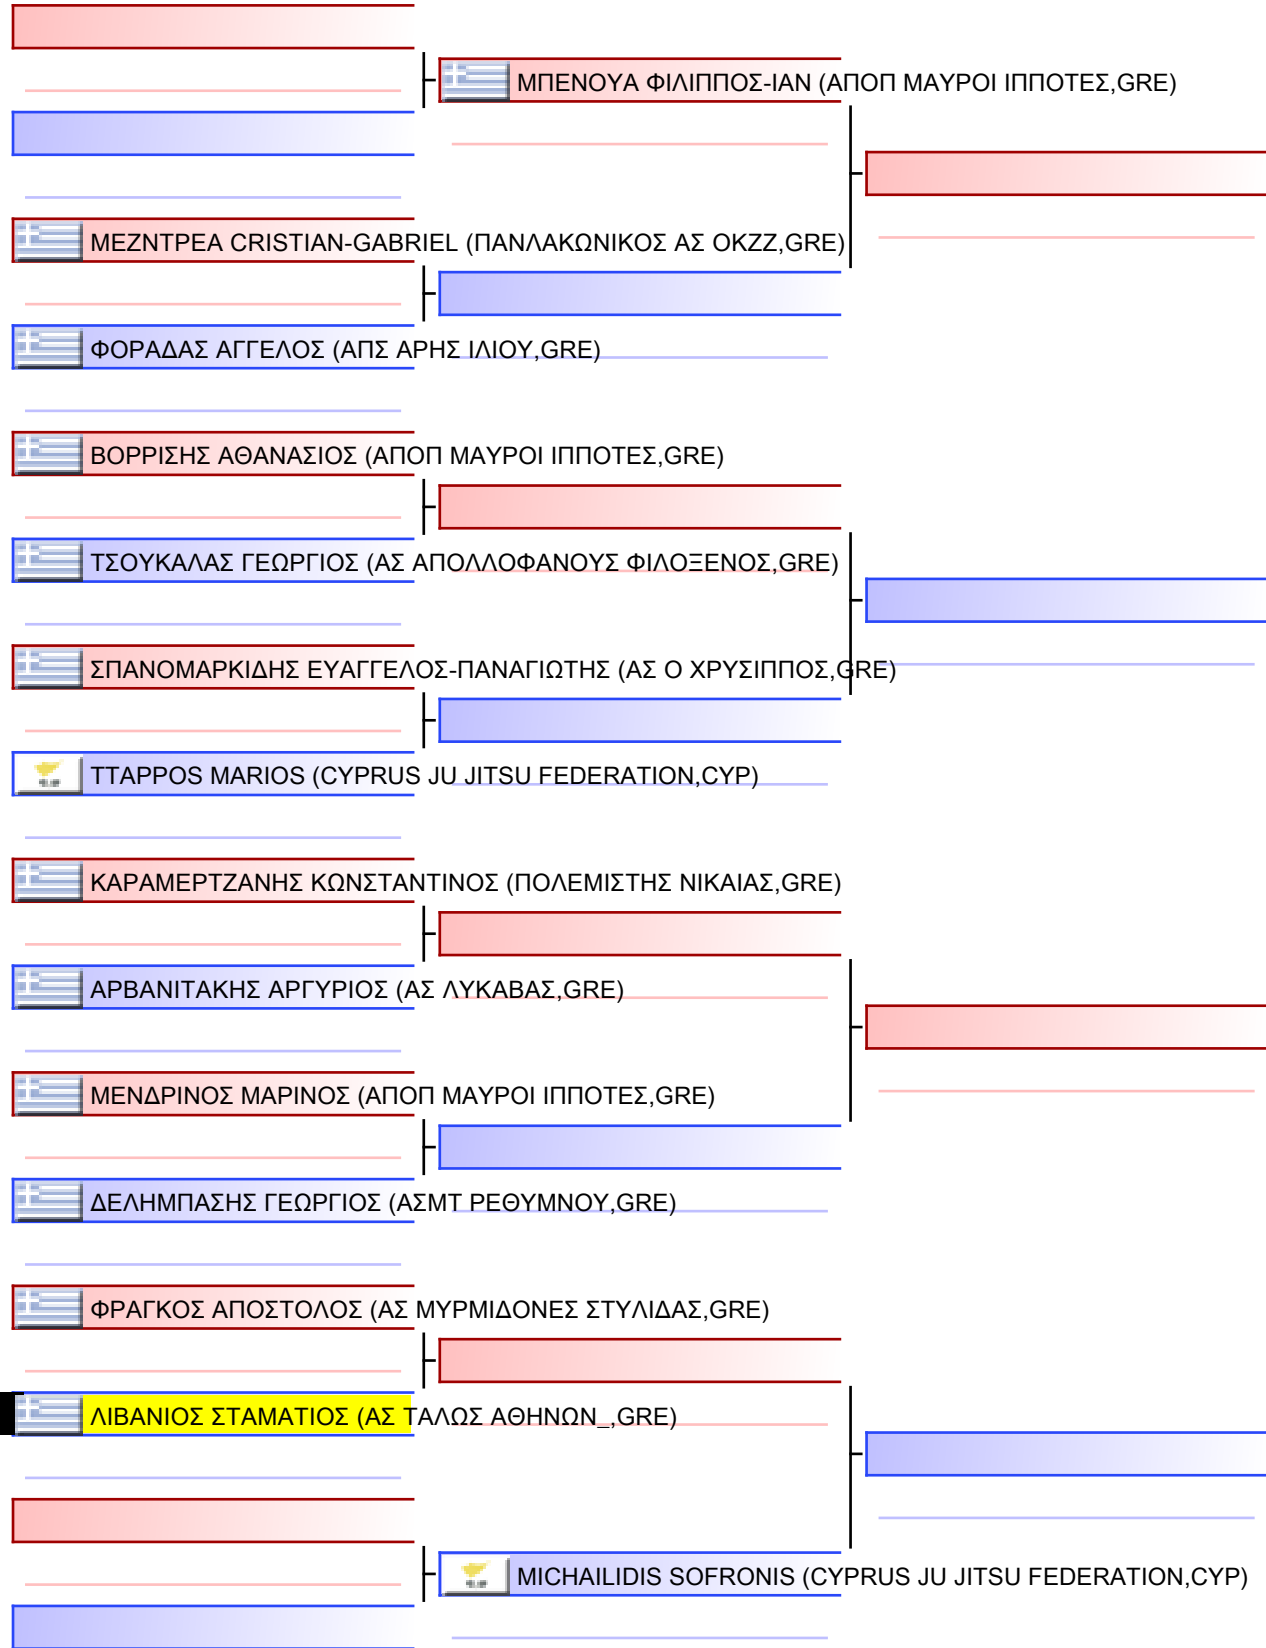 ΜΠΕΝΟΥΑ ΦΙΛΙΠΠΟΣ-ΙΑΝ (ΑΠΟΠ ΜΑΥΡΟΙ ΙΠΠΟΤΕΣ,GRE)
ΜΕΖΝΤΡΕΑ CRISTIAN-GABRIEL (ΠΑΝΛΑΚΩΝΙΚΟΣ ΑΣ ΟΚΖΖ,GRE)
ΦΟΡΑΔΑΣ ΑΓΓΕΛΟΣ (ΑΠΣ ΑΡΗΣ ΙΛΙΟΥ,GRE)
ΒΟΡΡΙΣΗΣ ΑΘΑΝΑΣΙΟΣ (ΑΠΟΠ ΜΑΥΡΟΙ ΙΠΠΟΤΕΣ,GRE)
ΤΣΟΥΚΑΛΑΣ ΓΕΩΡΓΙΟΣ (ΑΣ ΑΠΟΛΛΟΦΑΝΟΥΣ ΦΙΛΟΞΕΝΟΣ,GRE)
ΣΠΑΝΟΜΑΡΚΙΔΗΣ ΕΥΑΓΓΕΛΟΣ-ΠΑΝΑΓΙΩΤΗΣ (ΑΣ Ο ΧΡΥΣΙΠΠΟΣ,GRE)
TTAPPOS MARIOS (CYPRUS JU JITSU FEDERATION,CYP)
ΚΑΡΑΜΕΡΤΖΑΝΗΣ ΚΩΝΣΤΑΝΤΙΝΟΣ (ΠΟΛΕΜΙΣΤΗΣ ΝΙΚΑΙΑΣ,GRE)
ΑΡΒΑΝΙΤΑΚΗΣ ΑΡΓΥΡΙΟΣ (ΑΣ ΛΥΚΑΒΑΣ,GRE)
ΜΕΝΔΡΙΝΟΣ ΜΑΡΙΝΟΣ (ΑΠΟΠ ΜΑΥΡΟΙ ΙΠΠΟΤΕΣ,GRE)
ΔΕΛΗΜΠΑΣΗΣ ΓΕΩΡΓΙΟΣ (ΑΣΜΤ ΡΕΘΥΜΝΟΥ,GRE)
ΦΡΑΓΚΟΣ ΑΠΟΣΤΟΛΟΣ (ΑΣ ΜΥΡΜΙΔΟΝΕΣ ΣΤΥΛΙΔΑΣ,GRE)
ΛΙΒΑΝΙΟΣ ΣΤΑΜΑΤΙΟΣ (ΑΣ ΤΑΛΩΣ ΑΘΗΝΩΝ_,GRE)
MICHAILIDIS SOFRONIS (CYPRUS JU JITSU FEDERATION,CYP)